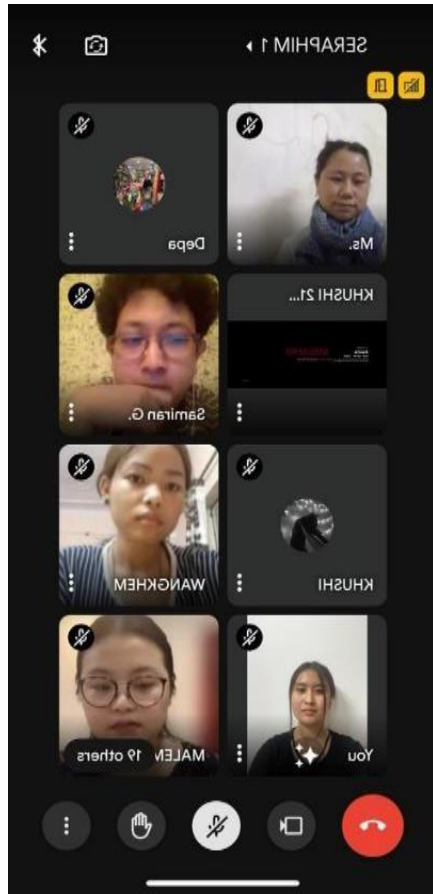 SERAPHIM 1
Ms.
Depa
KHUSHI 21...
Samiran G.
KHUSHI
WANGKHEM
You
MALEM
19 others